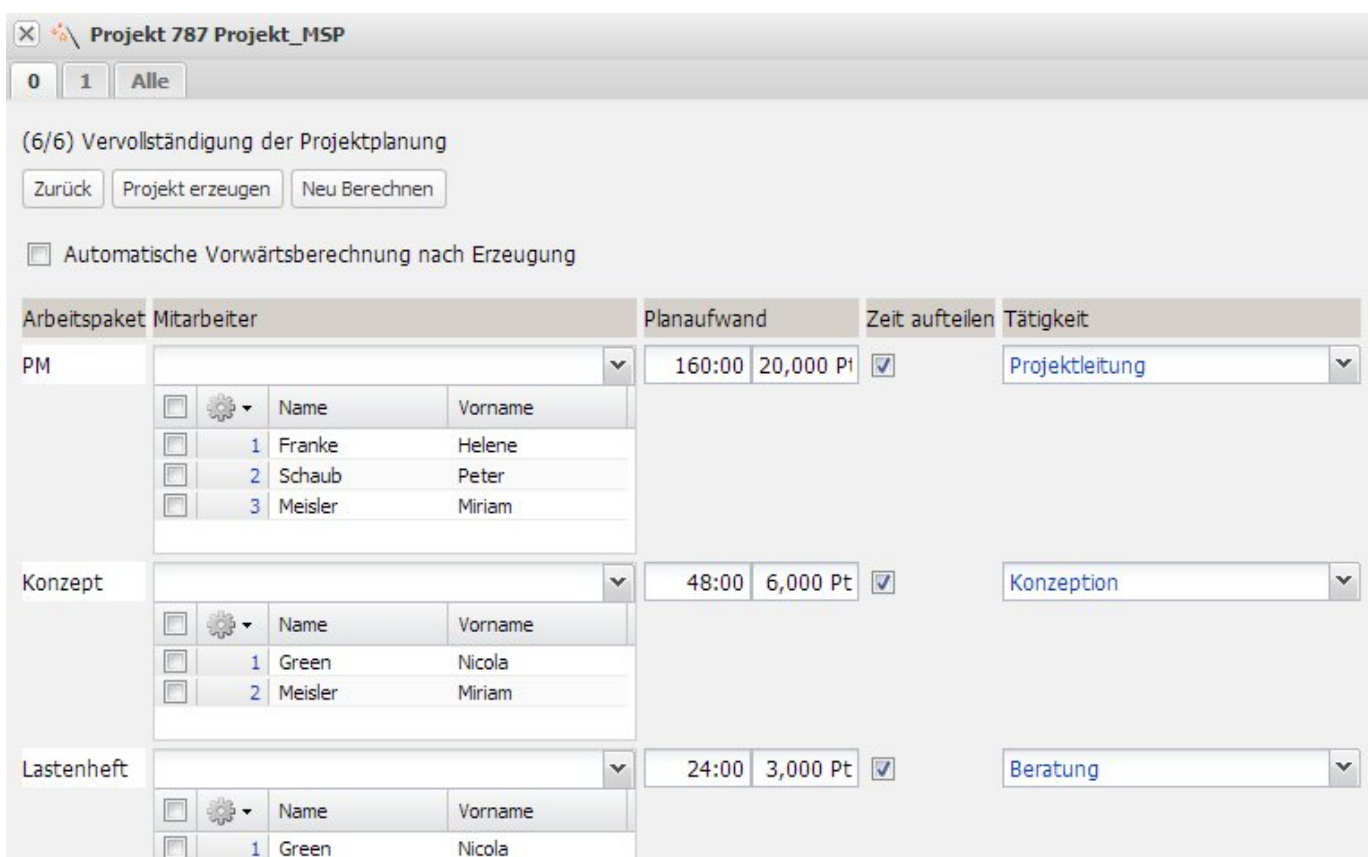 Projekt 787 Projekt_MSP
0 1 Alle
(6/6) Vervollständigung der Projektplanung
Zurück Projekt erzeugen Neu Berechnen
Automatische Vorwärtsberechnung nach Erzeugung
Arbeitspaket Mitarbeiter Planaufwand Zeit aufteilen Tätigkeit
PM 160:00 20,000 Pt Projektleitung
Name Vorname
1 Franke Helene
2 Schaub Peter
3 Meisler Miriam
Konzept 48:00 6,000 Pt Konzeption
Name Vorname
1 Green Nicola
2 Meisler Miriam
Lastenheft 24:00 3,000 Pt Beratung
Name Vorname
1 Green Nicola